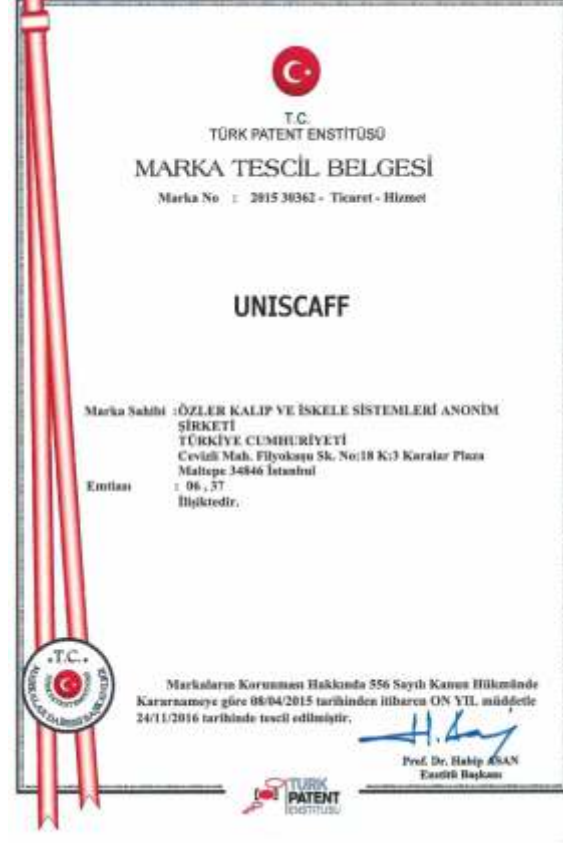 T.C.
TÜRK PATENT ENSTİTÜSÜ
MARKA TESCİL BELGESİ
Marka No : 2015 30362 - Ticaret - Hizmet
UNISCAFF
Marka Sahibi :ÖZLER KALIP VE İSKELE SİSTEMLERİ ANONİM
ŞİRKETİ
TÜRKİYE CUMHURİYETİ
Cevizli Mah. Filyokuşu Sk. No:18 K:3 Karalar Plaza
Maltepe 34846 İstanbul
Emtiası : 06 , 37
İlişiktedir.
.T.C.
Markaların Korunması Hakkında 556 Sayılı Kanun Hükmünde
Kararnameye göre 08/04/2015 tarihinden itibaren ON YIL müddetle
24/11/2016 tarihinde tescil edilmiştir.
Prof. Dr. Habip ASAN
Enstitü Başkanı
TURK
PATENT
ENSTITUSU